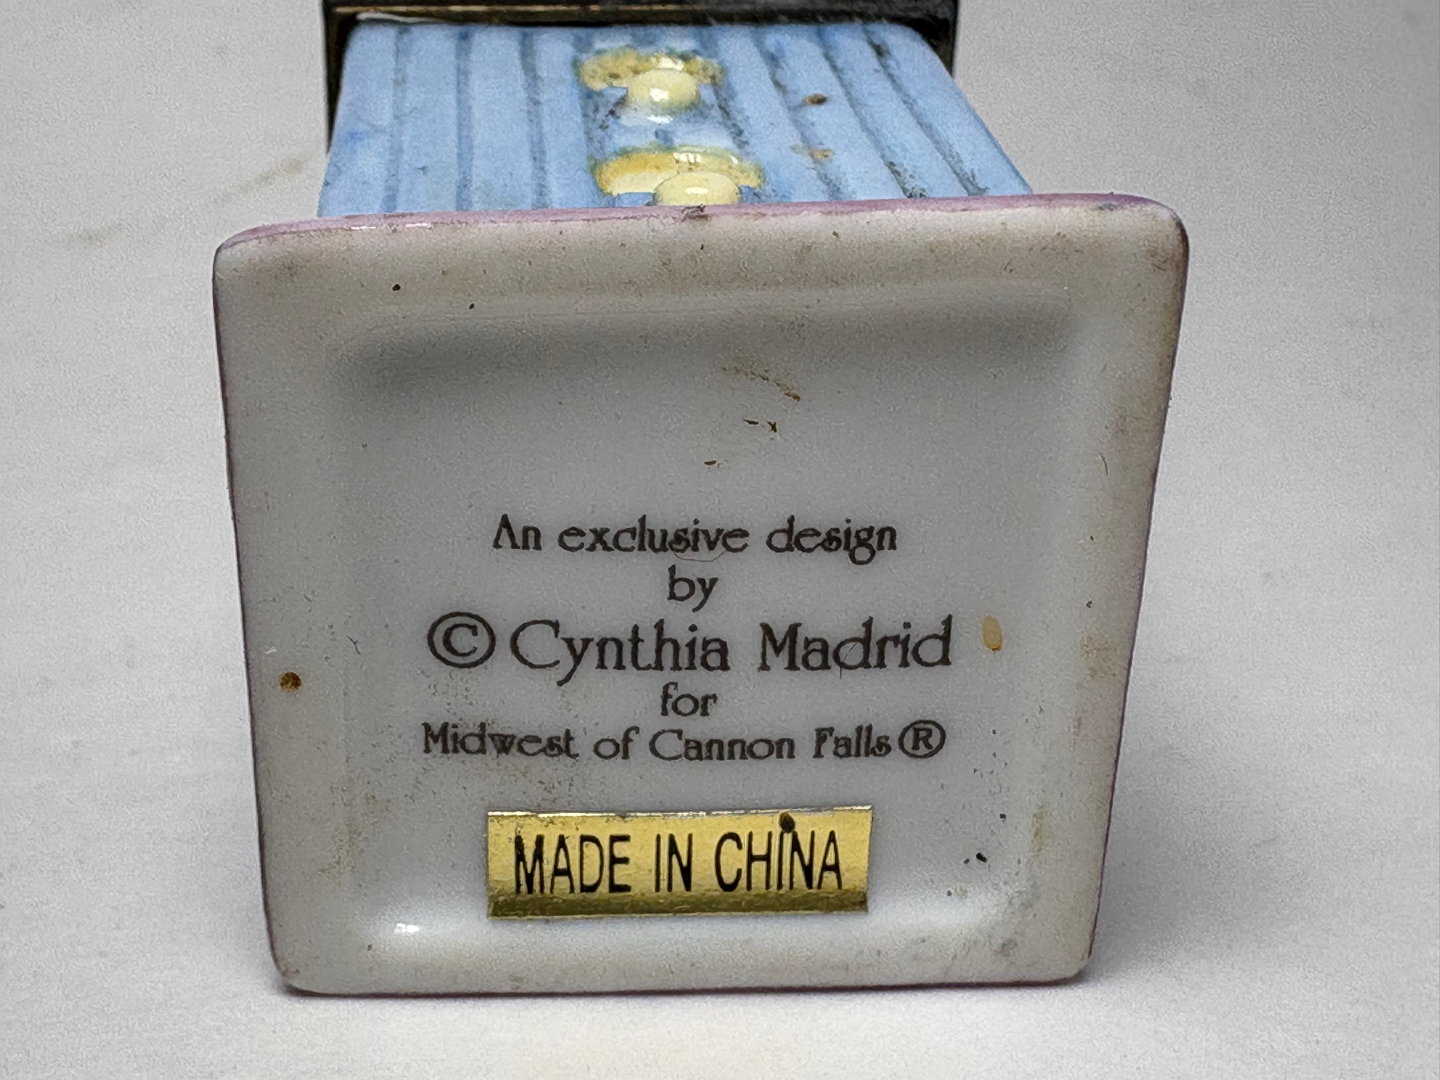 An exclusive design
by
© Cynthia Madrid
for
Midwest of Cannon Falls®
MADE IN CHINA